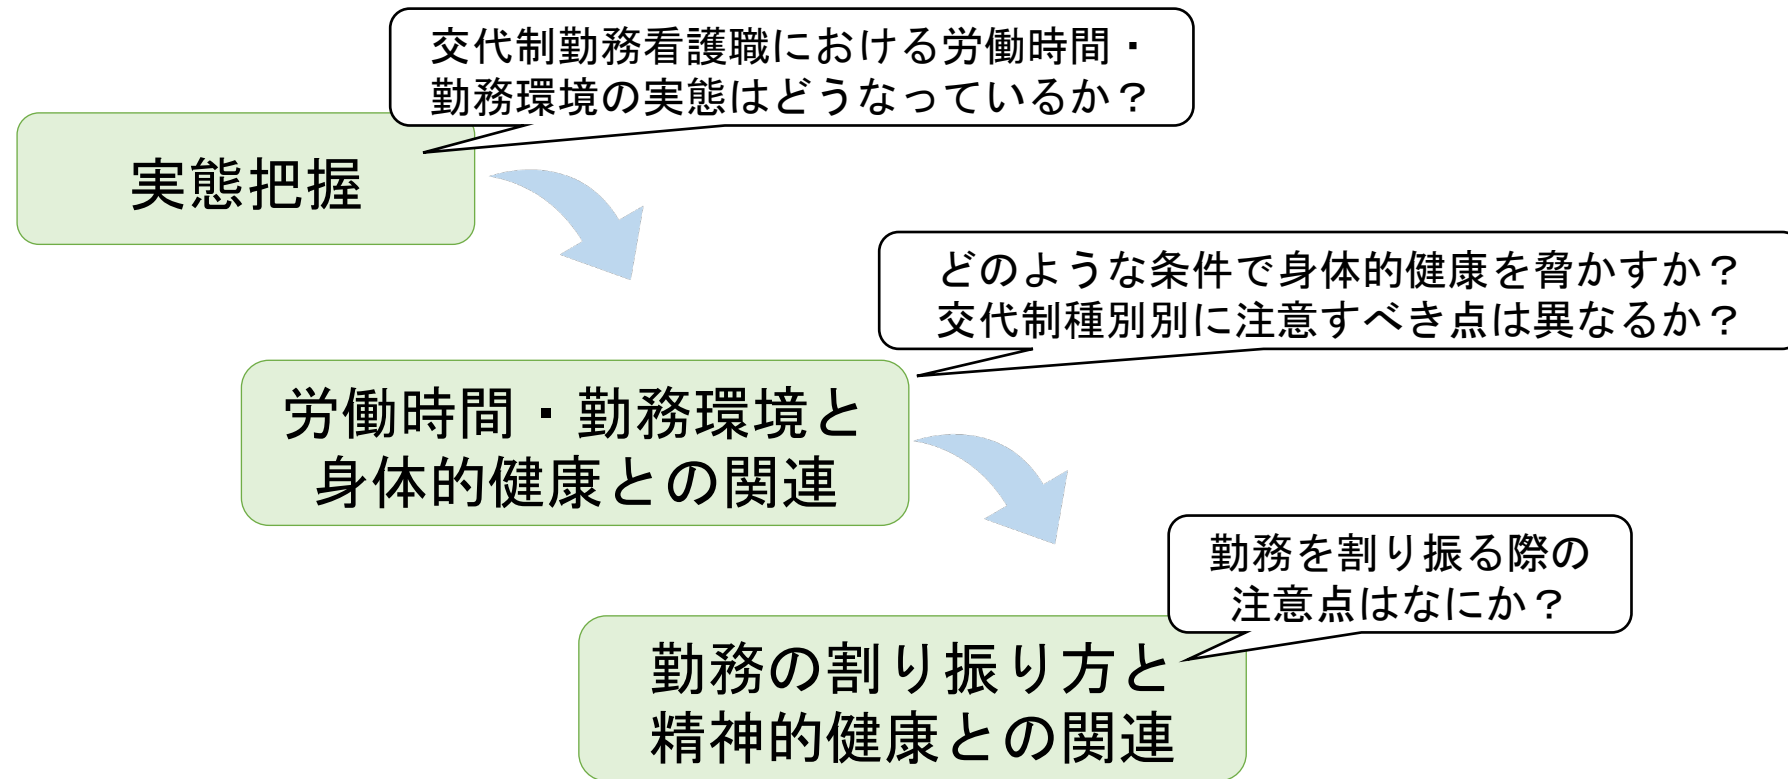 交代制勤務看護職における労働時間・
勤務環境の実態はどうなっているか？
実態把握
どのような条件で身体的健康を脅かすか？
交代制種別別に注意すべき点は異なるか？
労働時間・勤務環境と
身体的健康との関連
勤務を割り振る際の
注意点はなにか？
勤務の割り振り方と
精神的健康との関連